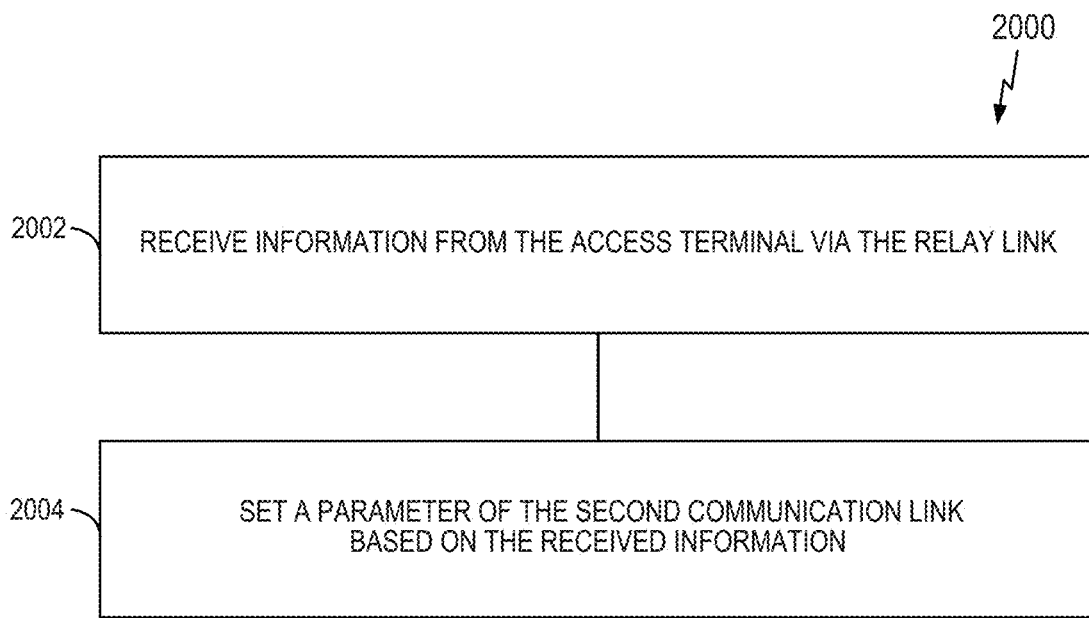 2000
2002
RECEIVE INFORMATION FROM THE ACCESS TERMINAL VIA THE RELAY LINK
2004
SET A PARAMETER OF THE SECOND COMMUNICATION LINK
BASED ON THE RECEIVED INFORMATION